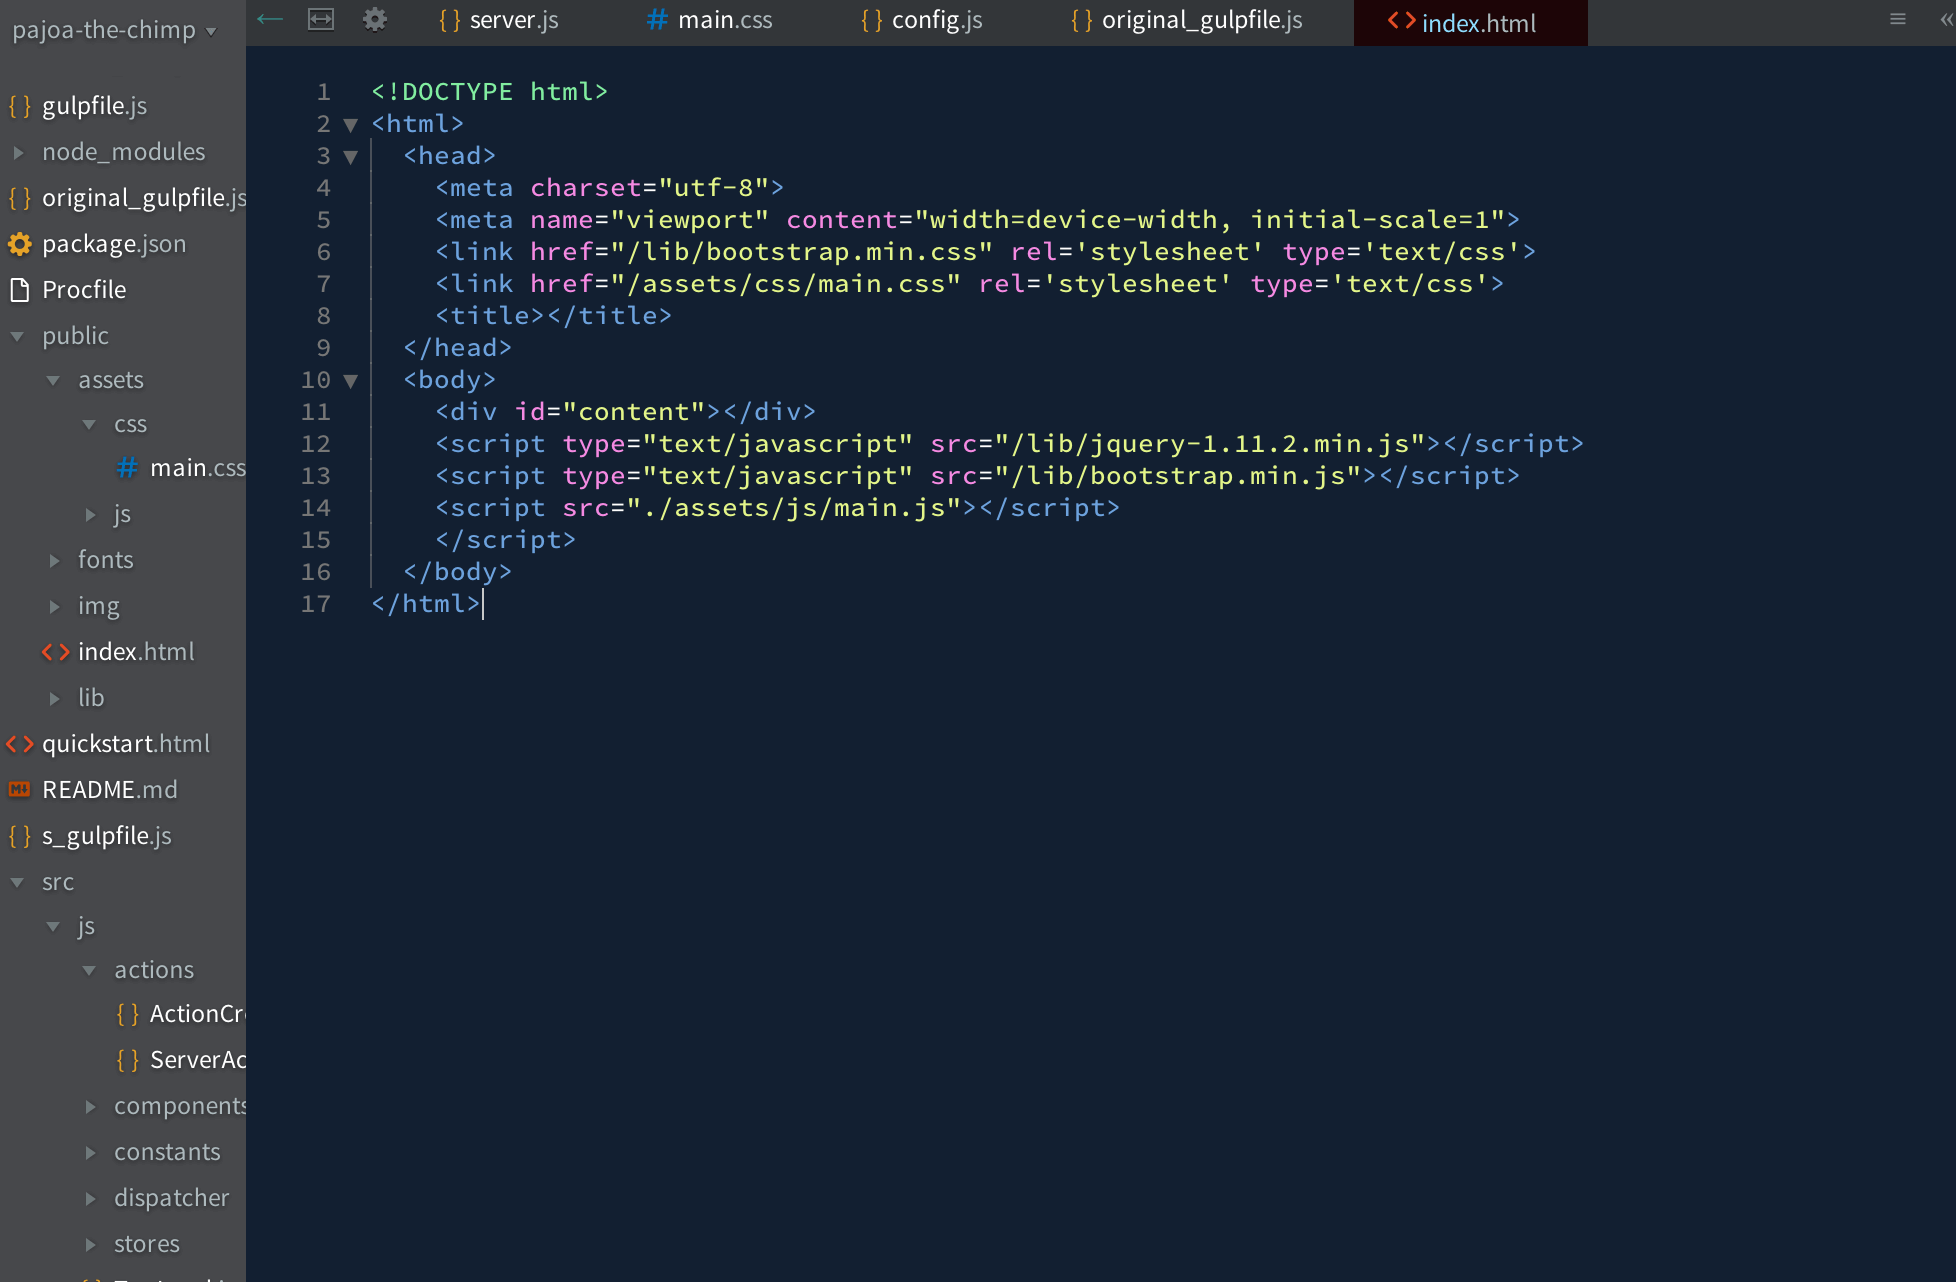 pajoa-the-chimp
gulpfile.js
node_modules
original_gulpfile.js
package.json
Procfile
public
assets
css
main.css
js
fonts
img
index.html
lib
quickstart.html
README.md
s_gulpfile.js
src
js
actions
ActionCr
ServerAc
components
constants
dispatcher
stores
server.js main.css config.js original_gulpfile.js index.html
1 <!DOCTYPE html>
2 <html>
3 <head>
4 <meta charset="utf-8">
5 <meta name="viewport" content="width=device-width, initial-scale=1">
6 <link href="/lib/bootstrap.min.css" rel='stylesheet' type='text/css'>
7 <link href="/assets/css/main.css" rel='stylesheet' type='text/css'>
8 <title></title>
9 </head>
10 <body>
11 <div id="content"></div>
12 <script type="text/javascript" src="/lib/jquery-1.11.2.min.js"></script>
13 <script type="text/javascript" src="/lib/bootstrap.min.js"></script>
14 <script src="./assets/js/main.js"></script>
15 </script>
16 </body>
17 </html>